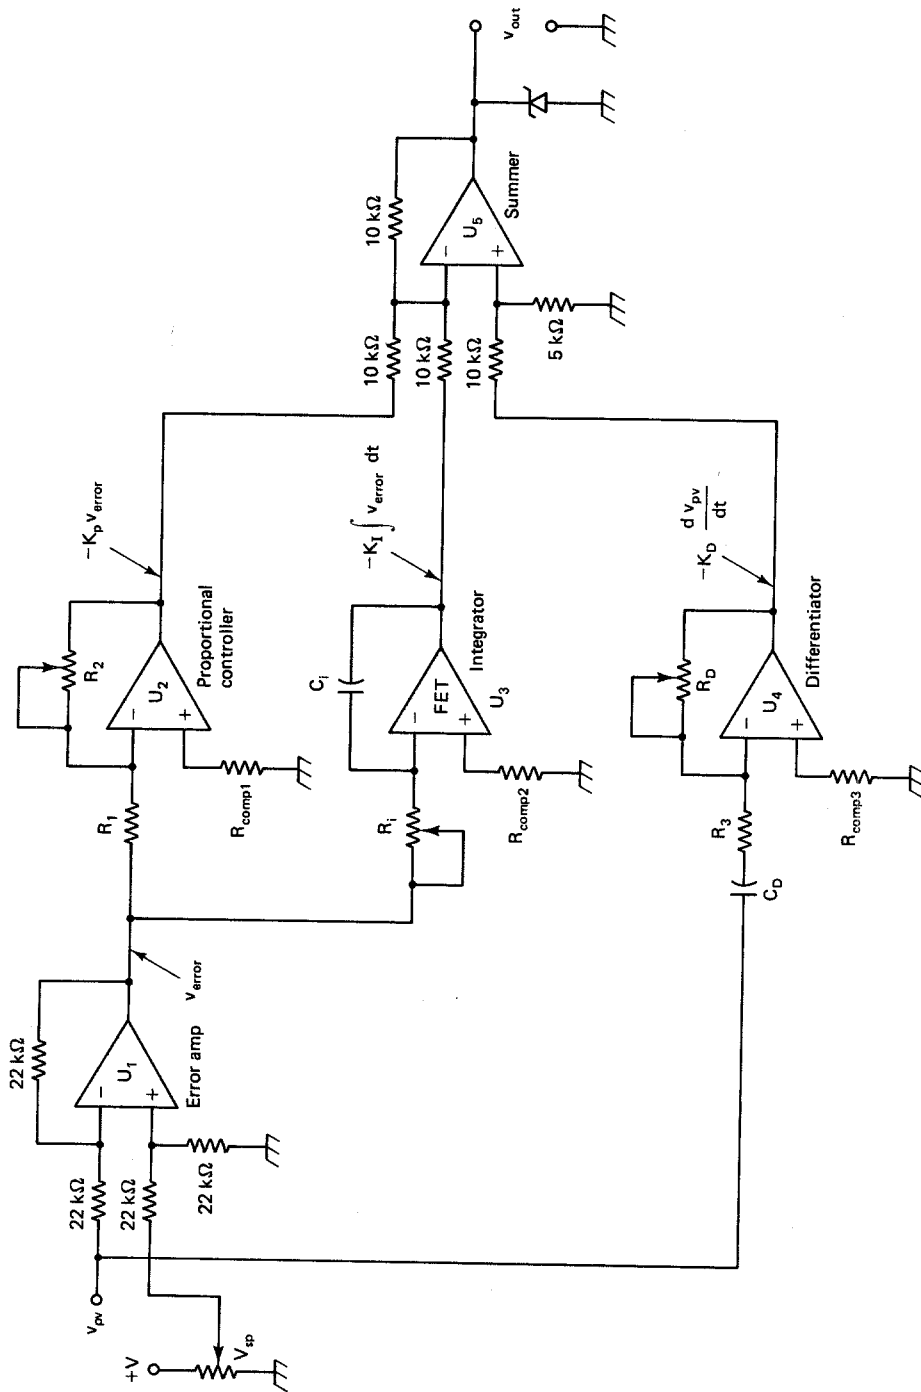 v_pv
+V
V_sp
22 kΩ
22 kΩ
22 kΩ
22 kΩ
−
+
U₁
Error amp
v_error
R₁
R_comp1
R₂
−
+
U₂
Proportional
controller
−K_p v_error
R_i
R_comp2
C_i
−
+
FET
U₃
Integrator
−K_I ∫ v_error dt
C_D
R₃
R_comp3
R_D
−
+
U₄
Differentiator
−K_D d v_pv
dt
10 kΩ
10 kΩ
10 kΩ
5 kΩ
10 kΩ
−
+
U₅
Summer
v_out